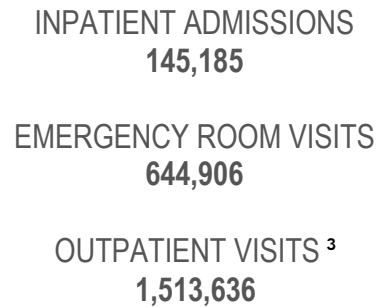 INPATIENT ADMISSIONS
145,185
EMERGENCY ROOM VISITS
644,906
OUTPATIENT VISITS ³
1,513,636